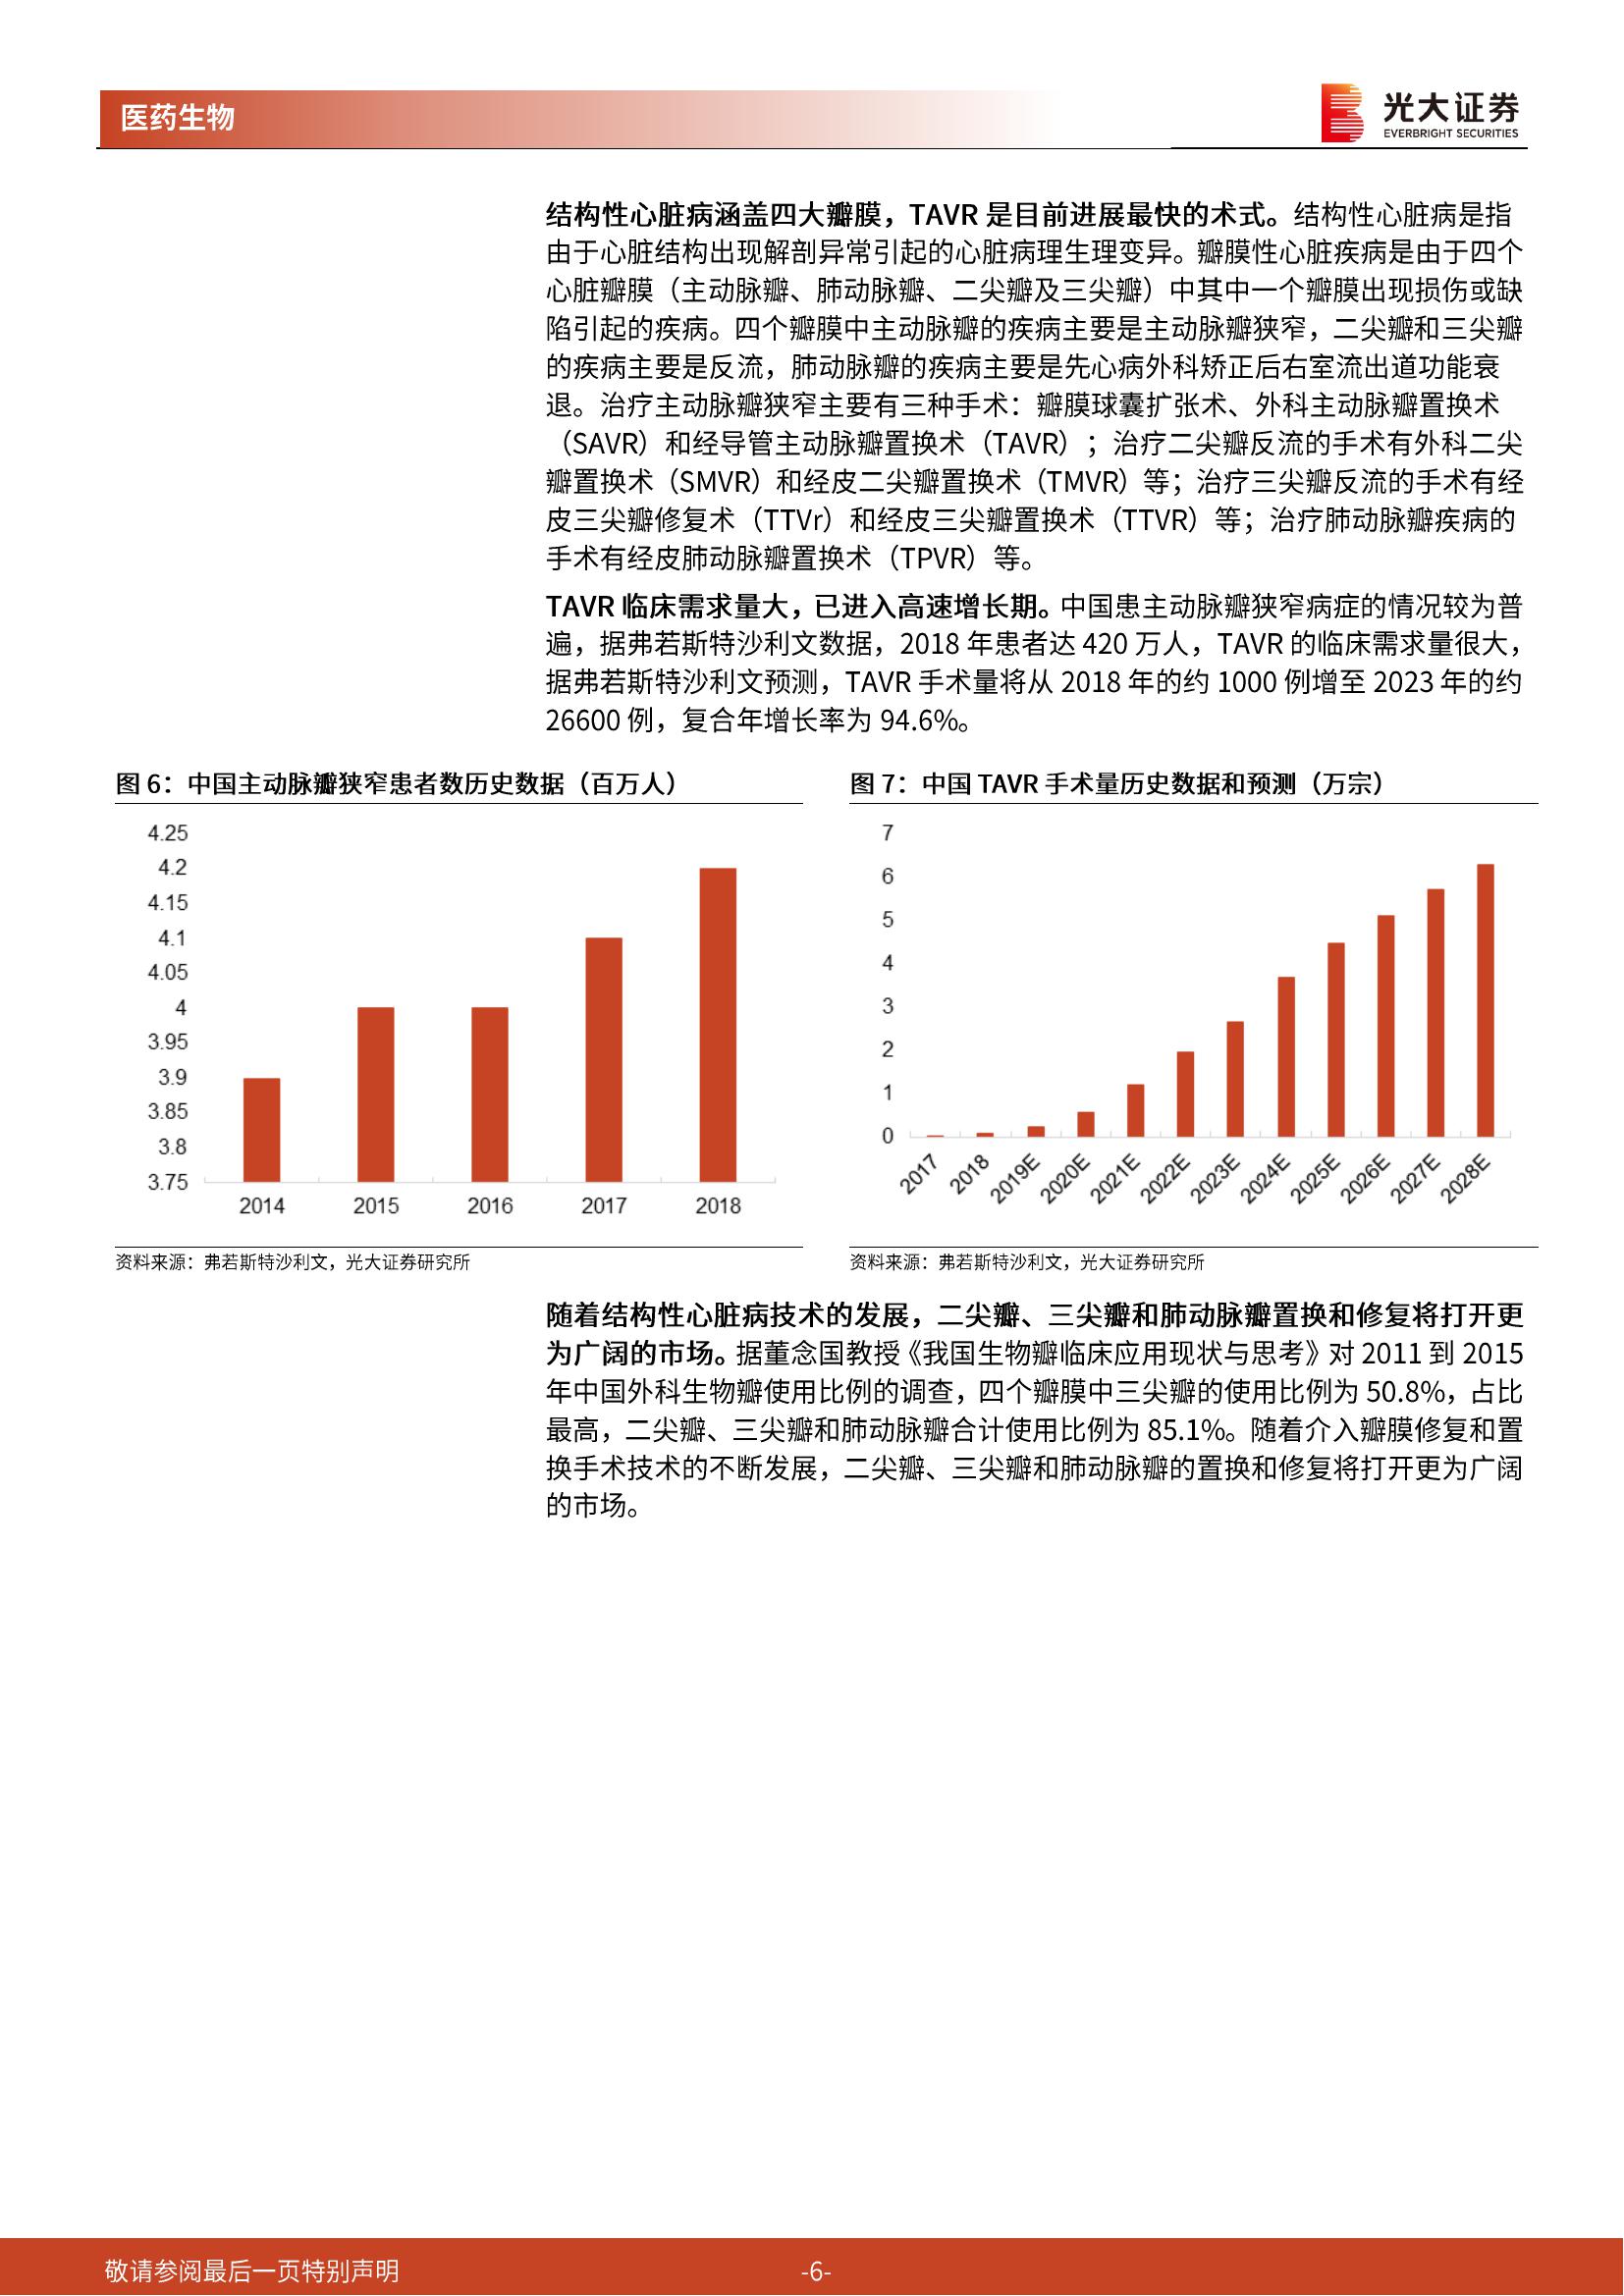 医药生物
光大证券
EVERBRIGHT SECURITIES
结构性心脏病涵盖四大瓣膜，TAVR 是目前进展最快的术式。结构性心脏病是指
由于心脏结构出现解剖异常引起的心脏病理生理变异。瓣膜性心脏疾病是由于四个
心脏瓣膜（主动脉瓣、肺动脉瓣、二尖瓣及三尖瓣）中其中一个瓣膜出现损伤或缺
陷引起的疾病。四个瓣膜中主动脉瓣的疾病主要是主动脉瓣狭窄，二尖瓣和三尖瓣
的疾病主要是反流，肺动脉瓣的疾病主要是先心病外科矫正后右室流出道功能衰
退。治疗主动脉瓣狭窄主要有三种手术：瓣膜球囊扩张术、外科主动脉瓣置换术
（SAVR）和经导管主动脉瓣置换术（TAVR）；治疗二尖瓣反流的手术有外科二尖
瓣置换术（SMVR）和经皮二尖瓣置换术（TMVR）等；治疗三尖瓣反流的手术有经
皮三尖瓣修复术（TTVr）和经皮三尖瓣置换术（TTVR）等；治疗肺动脉瓣疾病的
手术有经皮肺动脉瓣置换术（TPVR）等。
TAVR 临床需求量大，已进入高速增长期。中国患主动脉瓣狭窄病症的情况较为普
遍，据弗若斯特沙利文数据，2018 年患者达 420 万人，TAVR 的临床需求量很大，
据弗若斯特沙利文预测，TAVR 手术量将从 2018 年的约 1000 例增至 2023 年的约
26600 例，复合年增长率为 94.6%。
图 6：中国主动脉瓣狭窄患者数历史数据（百万人）
4.25
4.2
4.15
4.1
4.05
4
3.95
3.9
3.85
3.8
3.75
2014 2015 2016 2017 2018
资料来源：弗若斯特沙利文，光大证券研究所
图 7：中国 TAVR 手术量历史数据和预测（万宗）
7
6
5
4
3
2
1
0
2017 2018 2019E 2020E 2021E 2022E 2023E 2024E 2025E 2026E 2027E 2028E
资料来源：弗若斯特沙利文，光大证券研究所
随着结构性心脏病技术的发展，二尖瓣、三尖瓣和肺动脉瓣置换和修复将打开更
为广阔的市场。据董念国教授《我国生物瓣临床应用现状与思考》对 2011 到 2015
年中国外科生物瓣使用比例的调查，四个瓣膜中三尖瓣的使用比例为 50.8%，占比
最高，二尖瓣、三尖瓣和肺动脉瓣合计使用比例为 85.1%。随着介入瓣膜修复和置
换手术技术的不断发展，二尖瓣、三尖瓣和肺动脉瓣的置换和修复将打开更为广阔
的市场。
敬请参阅最后一页特别声明
-6-